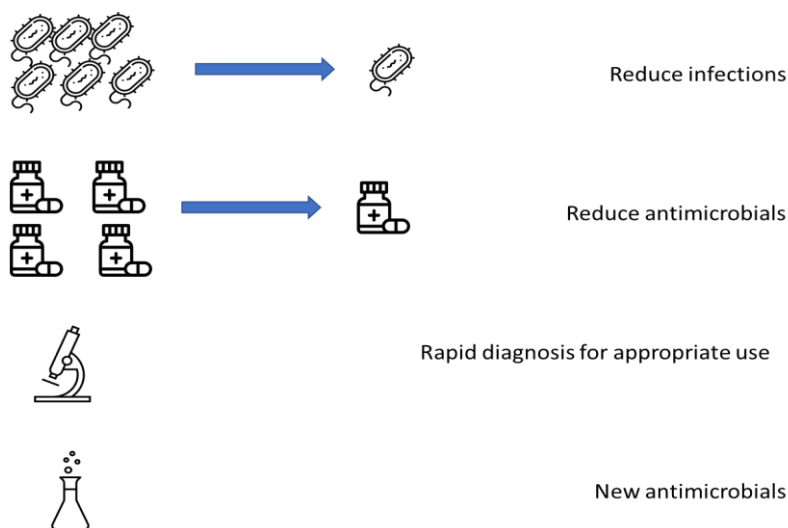 Reduce infections
Reduce antimicrobials
Rapid diagnosis for appropriate use
New antimicrobials